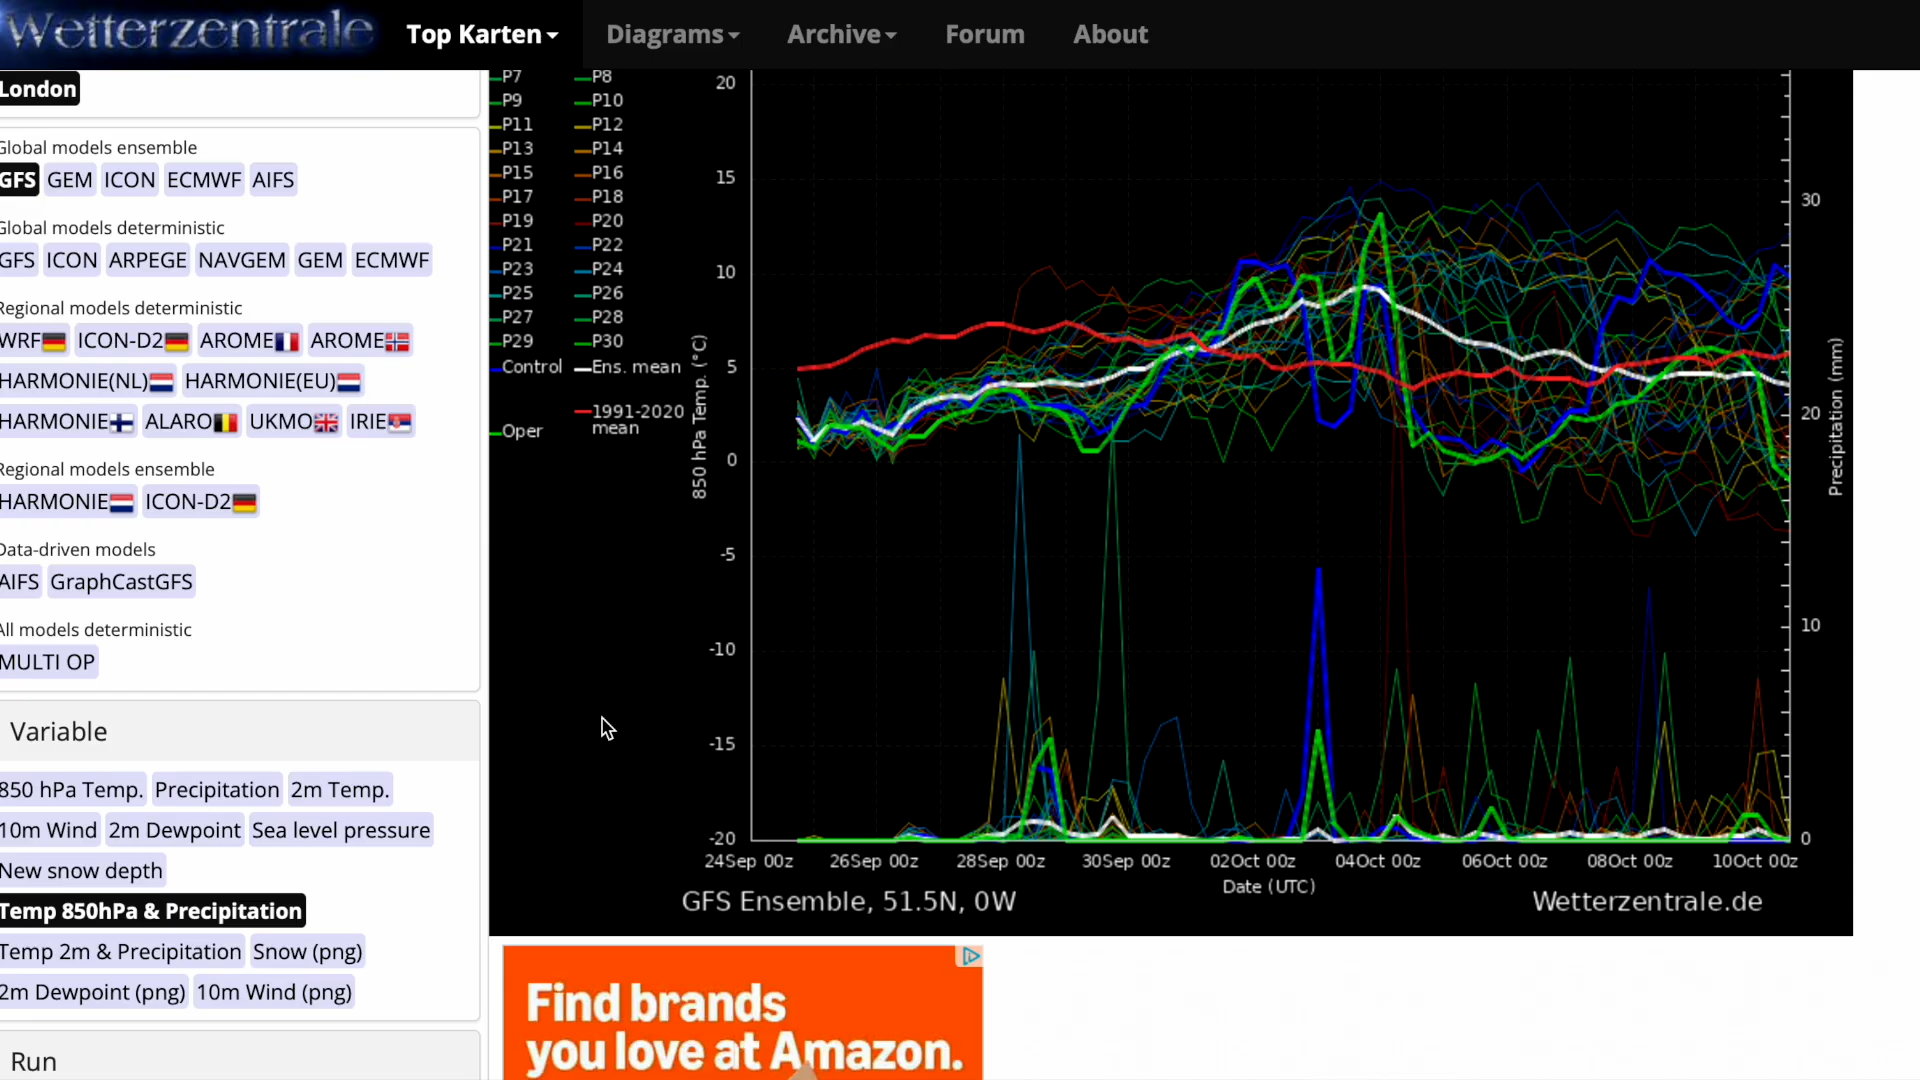 Wetterzentrale
Top Karten
Diagrams
Archive
Forum
About
London
Global models ensemble
GFS GEM ICON ECMWF AIFS
Global models deterministic
GFS ICON ARPEGE NAVGEM GEM ECMWF
Regional models deterministic
WRF ICON-D2 AROME AROME
HARMONIE(NL) HARMONIE(EU)
HARMONIE ALARO UKMO IRIE
Regional models ensemble
HARMONIE ICON-D2
Data-driven models
AIFS GraphCastGFS
All models deterministic
MULTI OP
Variable
850 hPa Temp. Precipitation 2m Temp.
10m Wind 2m Dewpoint Sea level pressure
New snow depth
Temp 850hPa & Precipitation
Temp 2m & Precipitation Snow (png)
2m Dewpoint (png) 10m Wind (png)
Run
P7 P8
P9 P10
P11 P12
P13 P14
P15 P16
P17 P18
P19 P20
P21 P22
P23 P24
P25 P26
P27 P28
P29 P30
Control Ens. mean
1991-2020
mean
Oper
850 hPa Temp. (°C)
20
15
10
5
0
-5
-10
-15
-20
30
20
10
0
Precipitation (mm)
24Sep 00z 26Sep 00z 28Sep 00z 30Sep 00z 02Oct 00z 04Oct 00z 06Oct 00z 08Oct 00z 10Oct 00z
Date (UTC)
GFS Ensemble, 51.5N, 0W
Wetterzentrale.de
Find brands
you love at Amazon.